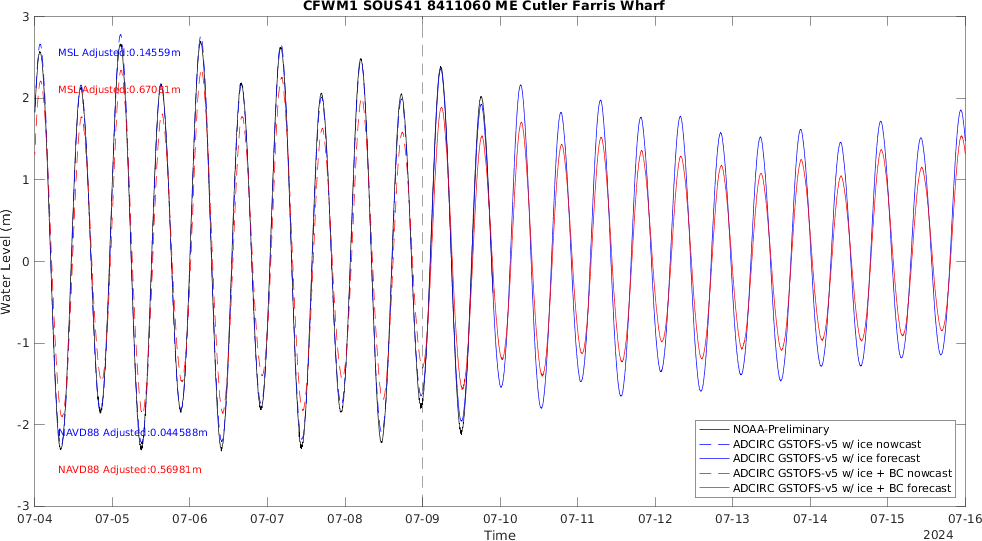 CFWM1 SOUS41 8411060 ME Cutler Farris Wharf
3
MSL Adjusted:0.14559m
MSL Adjusted:0.67091m
2
1
Water Level (m)
0
-1
-2
NAVD88 Adjusted:0.044588m
NAVD88 Adjusted:0.56981m
-3
NOAA-Preliminary
ADCIRC GSTOFS-v5 w/ ice nowcast
ADCIRC GSTOFS-v5 w/ ice forecast
ADCIRC GSTOFS-v5 w/ ice + BC nowcast
ADCIRC GSTOFS-v5 w/ ice + BC forecast
07-04 07-05 07-06 07-07 07-08 07-09 07-10 07-11 07-12 07-13 07-14 07-15 07-16
Time
2024